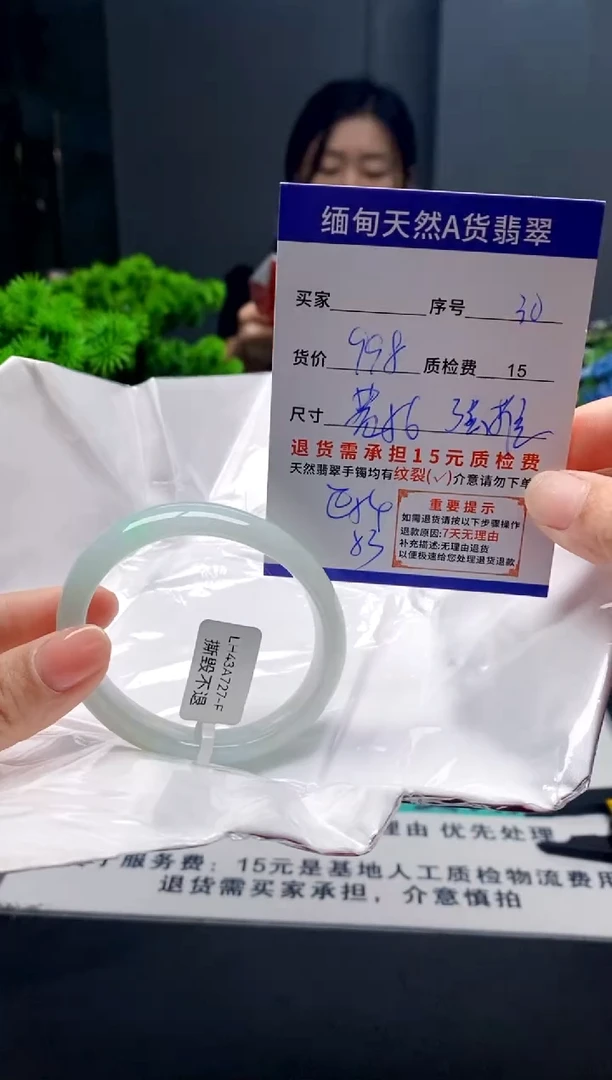 缅甸天然A货翡翠
买家 序号 30
货价 998 质检费 15
尺寸
退货需承担15元质检费
天然翡翠手镯均有纹裂(✓)介意请勿下单
重要提示
如需退货请按以下步骤操作
退款原因:7天无理由
补充描述:无理由退货
以便极速给您处理退货退款
L-43A727-F
撕毁不退
理由 优先处理
服务费：15元是基地人工质检物流费用
退货需买家承担，介意慎拍